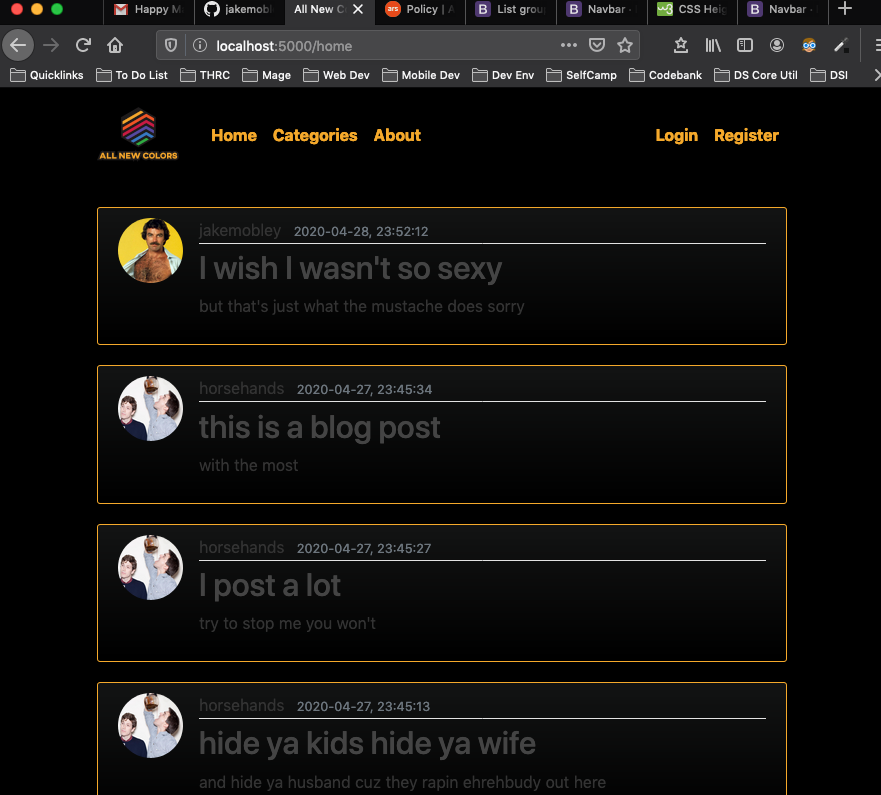 Happy M
jakemobl
All New C
ars
Policy | A
B
List grou
B
Navbar ·
CSS Heig
B
Navbar ·
localhost:5000/home
Quicklinks
To Do List
THRC
Mage
Web Dev
Mobile Dev
Dev Env
SelfCamp
Codebank
DS Core Util
DSI
ALL NEW COLORS
Home
Categories
About
Login
Register
jakemobley 2020-04-28, 23:52:12
I wish I wasn't so sexy
but that's just what the mustache does sorry
horsehands 2020-04-27, 23:45:34
this is a blog post
with the most
horsehands 2020-04-27, 23:45:27
I post a lot
try to stop me you won't
horsehands 2020-04-27, 23:45:13
hide ya kids hide ya wife
and hide ya husband cuz they rapin ehrehbudy out here